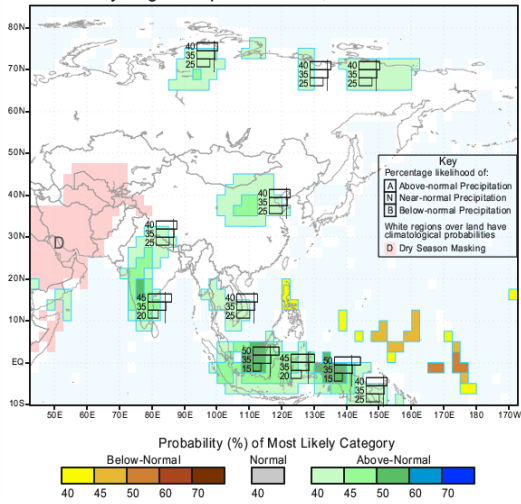 80N
70N
60N
50N
40N
30N
20N
10N
EQ
10S
50E
60E
70E
80E
90E
100E
110E
120E
130E
140E
150E
160E
170E
180
170W
40
35
25
40
35
25
40
35
25
40
35
25
40
35
25
45
35
20
40
35
25
50
35
15
45
35
20
50
35
15
40
35
25
D
Key
Percentage likelihood of:
A Above-normal Precipitation
N Near-normal Precipitation
B Below-normal Precipitation
White regions over land have
climatological probabilities
D Dry Season Masking
Probability (%) of Most Likely Category
Below-Normal Normal Above-Normal
40 45 50 60 70 40 40 45 50 60 70